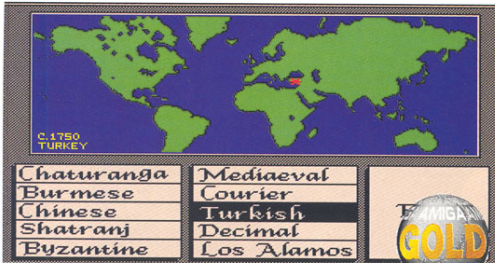 C.1750
TURKEY
Chaturanga
Burmese
Chinese
Shatranj
Byzantine
Mediaeval
Courier
Turkish
Decimal
Los Alamos
AMIGA
GOLD